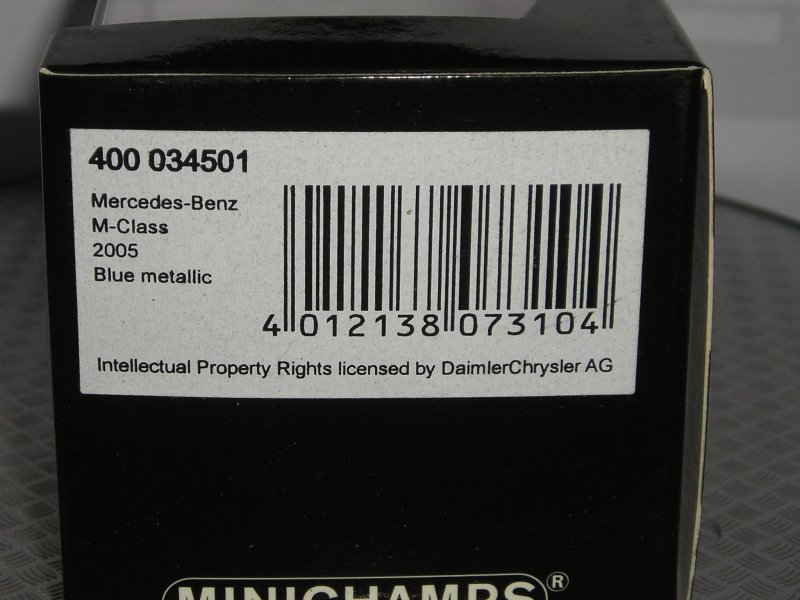 400 034501
Mercedes-Benz
M-Class
2005
Blue metallic
4 012138 073104
Intellectual Property Rights licensed by DaimlerChrysler AG
MINICHAMPS®